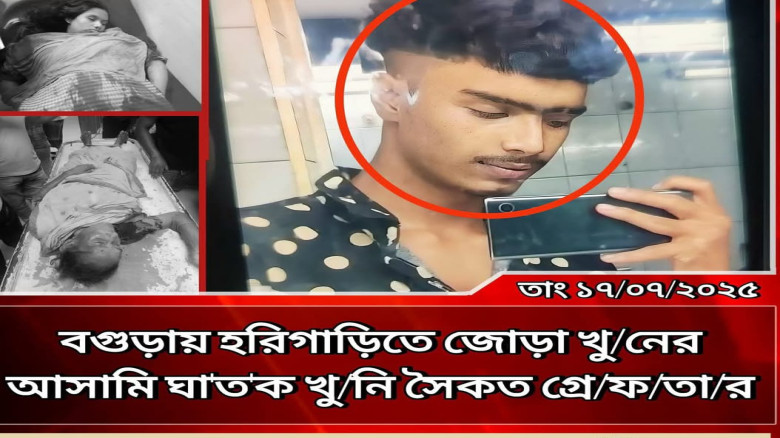 তাং ১৭/০৭/২০২৫
বগুড়ায় হরিগাড়িতে জোড়া খু/নের
আসামি ঘা'ত'ক খু/নি সৈকত গ্রে/ফ/তা/র